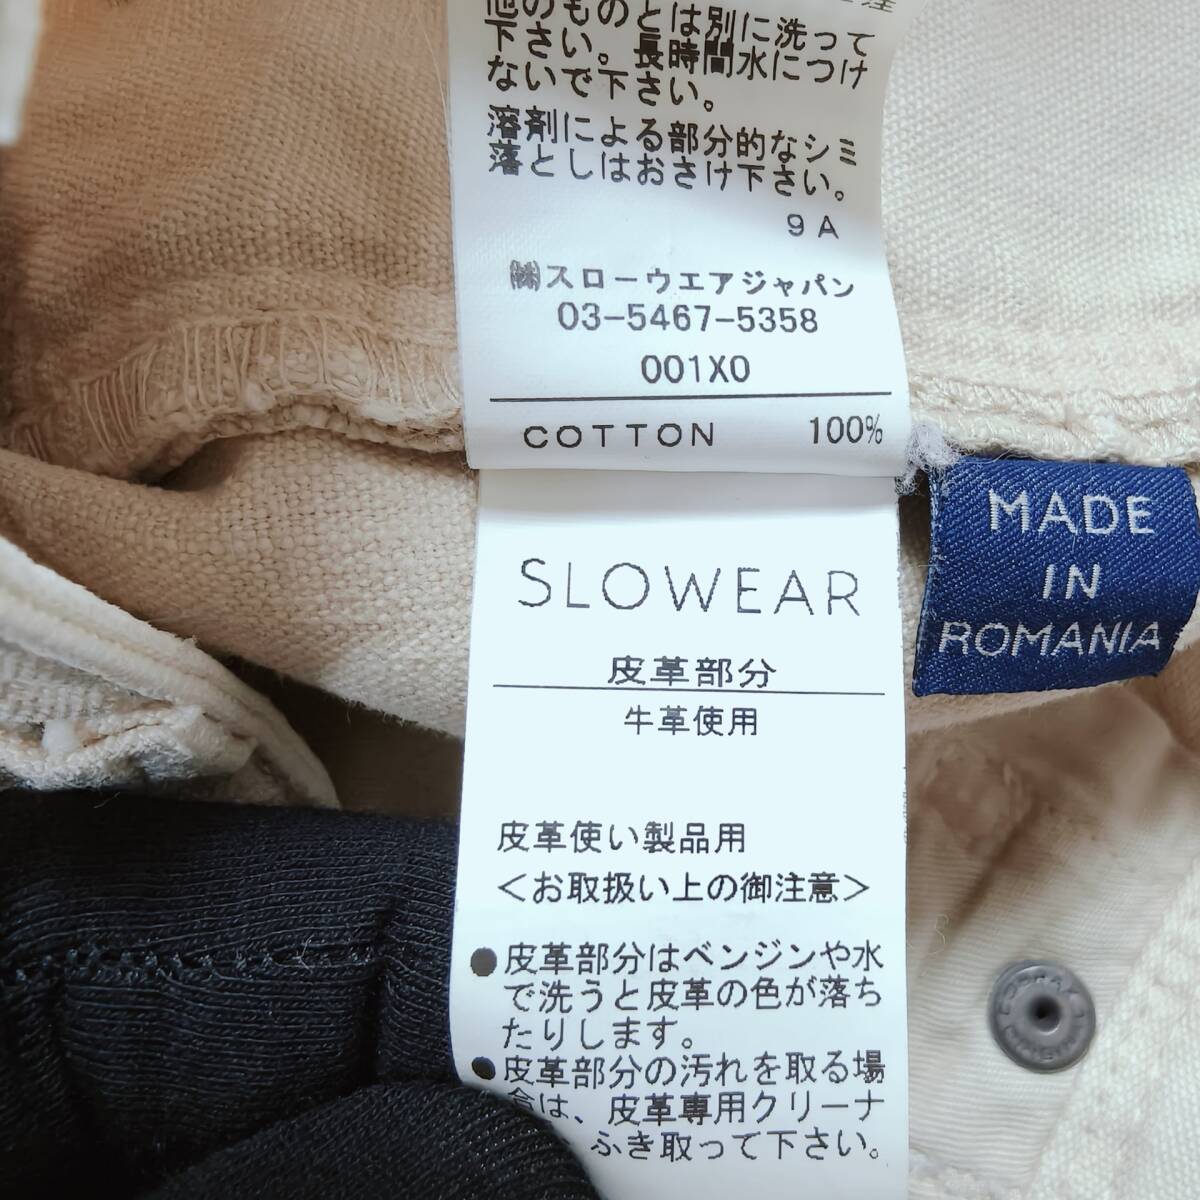 他のものとは別に洗って
下さい。長時間水につけ
ないで下さい。
溶剤による部分的なシミ
落としはおさけ下さい。
9A
㈱スローウエアジャパン
03-5467-5358
001X0
COTTON 100%
MADE
IN
ROMANIA
SLOWEAR
皮革部分
牛革使用
皮革使い製品用
＜お取扱い上の御注意＞
●皮革部分はベンジンや水
で洗うと皮革の色が落ち
たりします。
●皮革部分の汚れを取る場
合は、皮革専用クリーナ
ふき取って下さい。